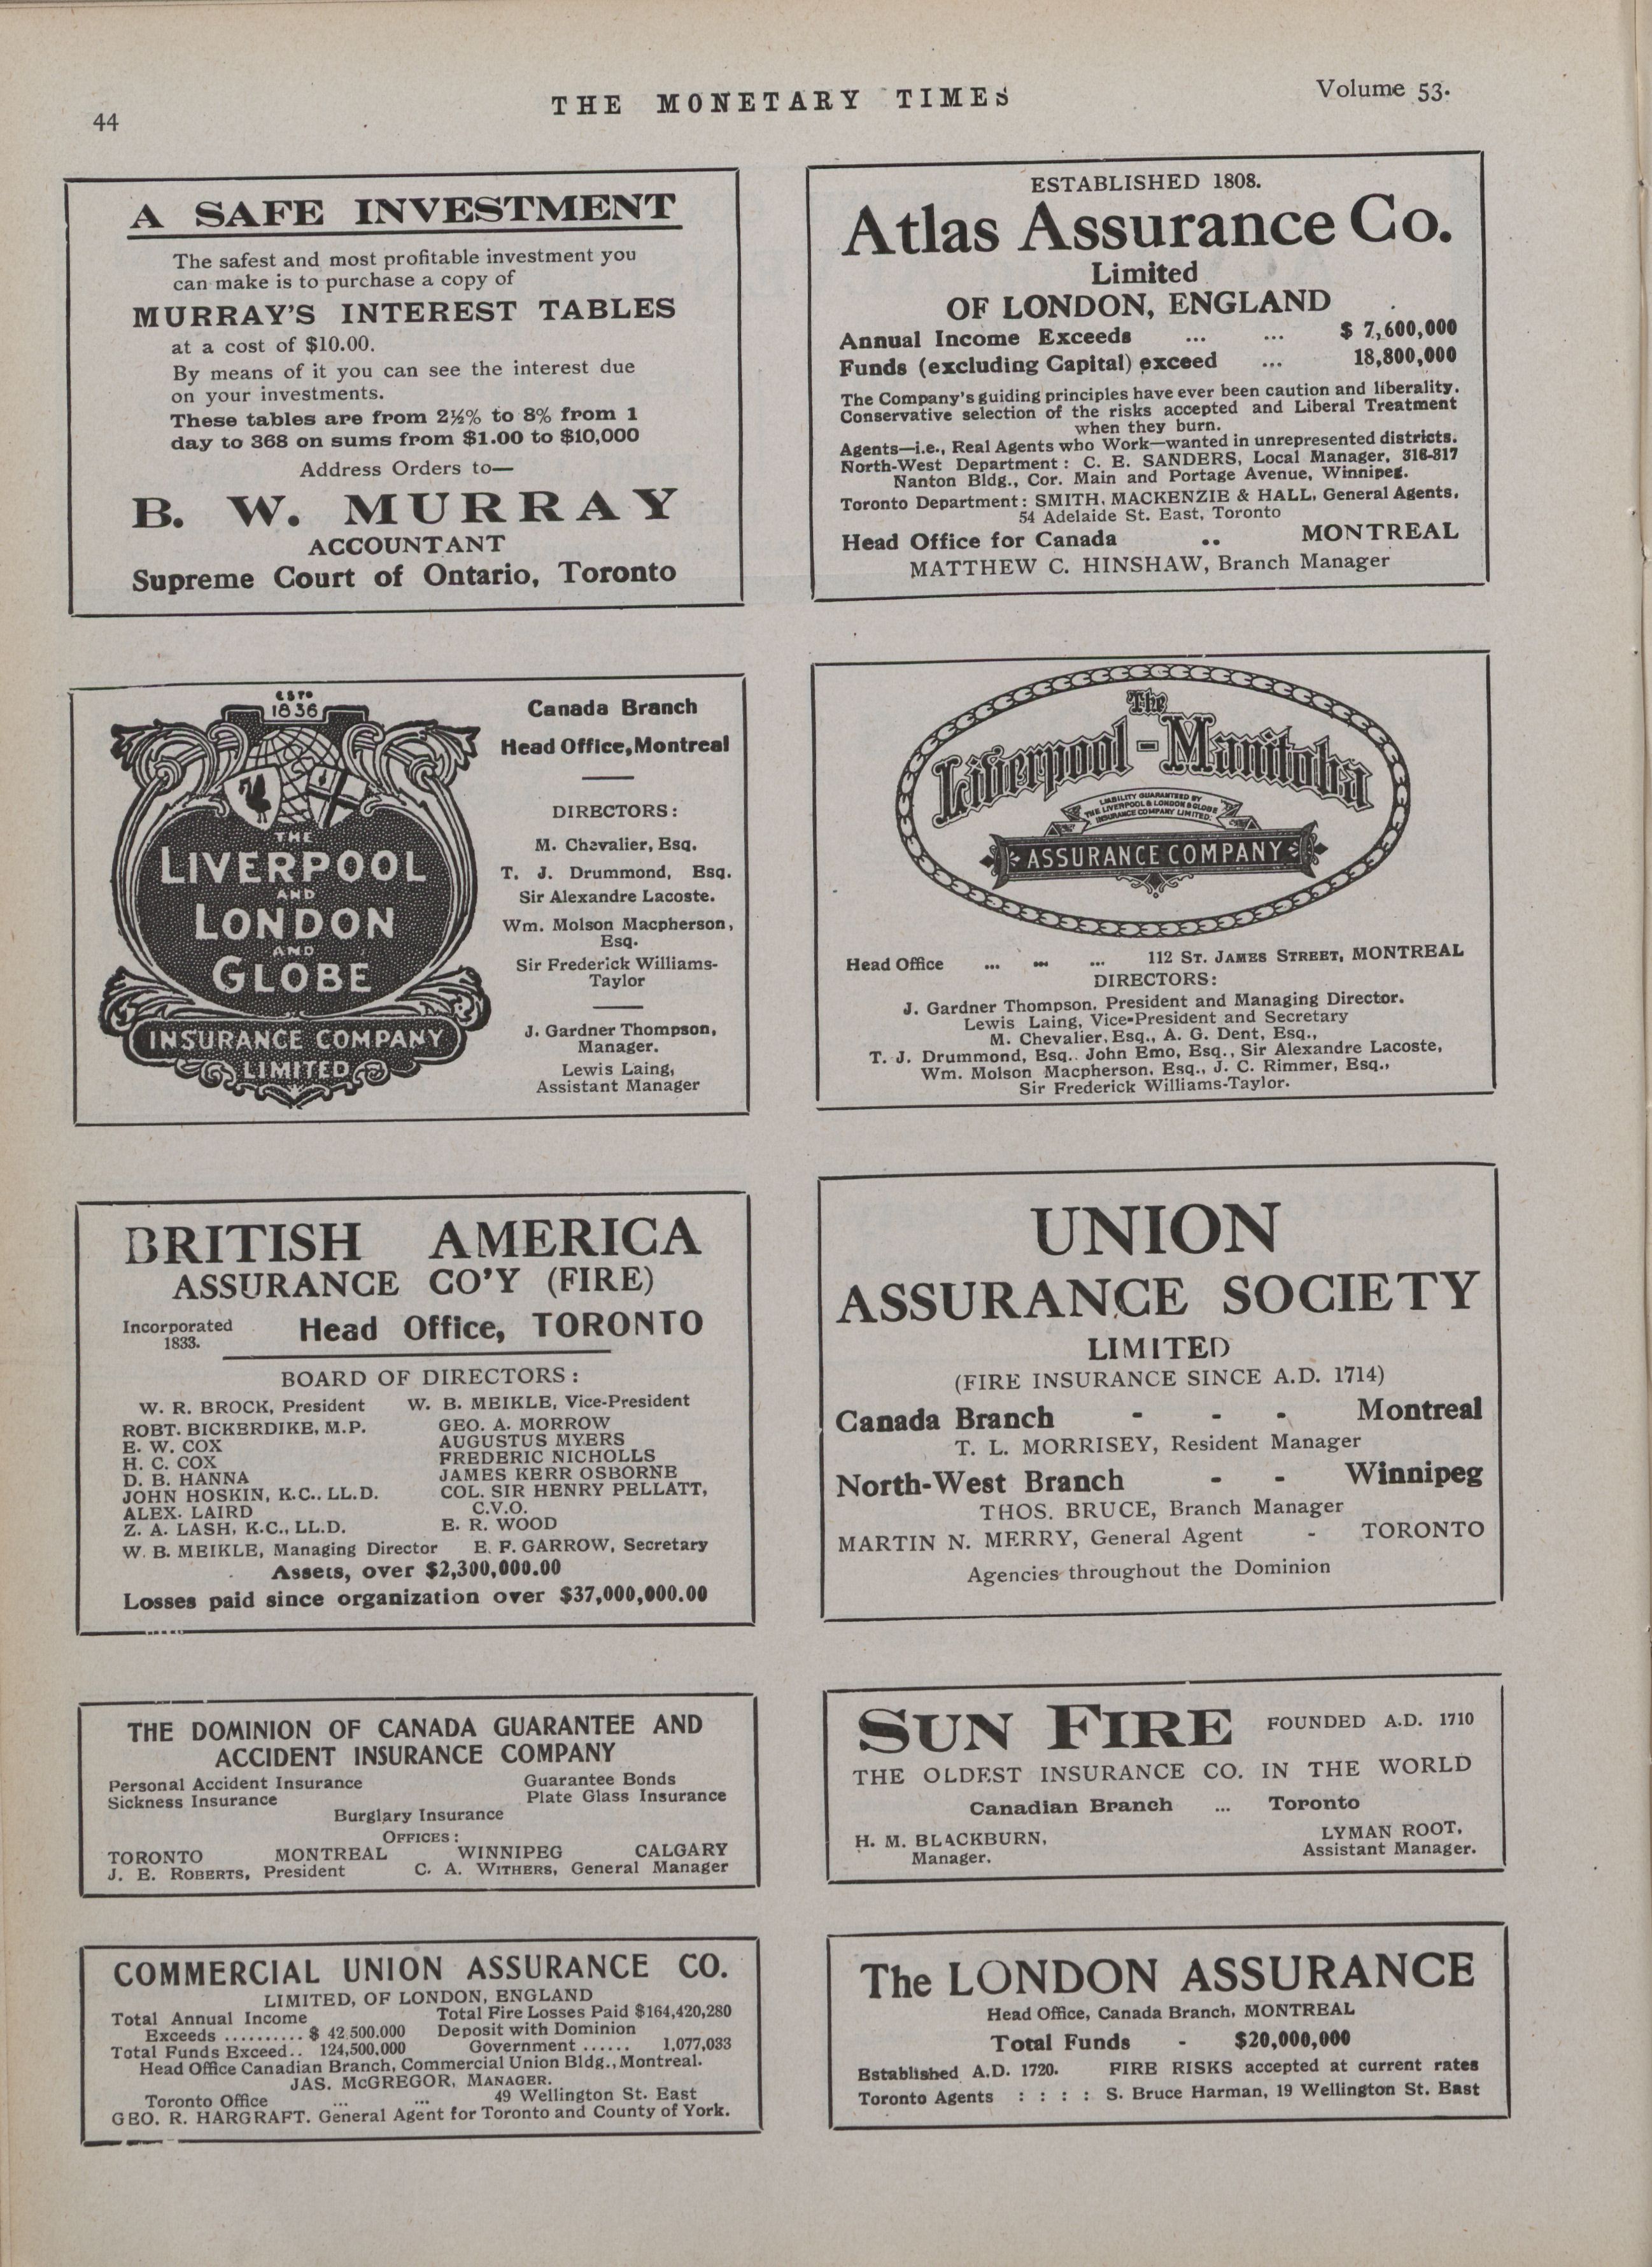 44
THE MONETARY TIMES
Volume 53.
A SAFE INVESTMENT
The safest and most profitable investment you
can make is to purchase a copy of
MURRAY'S INTEREST TABLES
at a cost of $10.00.
By means of it you can see the interest due
on your investments.
These tables are from 2½% to 8% from 1
day to 368 on sums from $1.00 to $10,000
Address Orders to—
B. W. MURRAY
ACCOUNTANT
Supreme Court of Ontario, Toronto
ESTABLISHED 1808.
Atlas Assurance Co.
Limited
OF LONDON, ENGLAND
Annual Income Exceeds ... ... $ 7,600,000
Funds (excluding Capital) exceed ... 18,800,000
The Company's guiding principles have ever been caution and liberality.
Conservative selection of the risks accepted and Liberal Treatment
when they burn.
Agents—i.e., Real Agents who Work—wanted in unrepresented districts.
North-West Department: C. E. SANDERS, Local Manager, 316-317
Nanton Bldg., Cor. Main and Portage Avenue, Winnipeg.
Toronto Department: SMITH, MACKENZIE & HALL, General Agents,
54 Adelaide St. East, Toronto
Head Office for Canada .. MONTREAL
MATTHEW C. HINSHAW, Branch Manager
ESTD
1836
THE
LIVERPOOL
AND
LONDON
AND
GLOBE
INSURANCE COMPANY
LIMITED
Canada Branch
Head Office, Montreal
DIRECTORS:
M. Chevalier, Esq.
T. J. Drummond, Esq.
Sir Alexandre Lacoste.
Wm. Molson Macpherson,
Esq.
Sir Frederick Williams-
Taylor
J. Gardner Thompson,
Manager.
Lewis Laing,
Assistant Manager
The
Liverpool-Manitoba
LIABILITY GUARANTEED BY
THE LIVERPOOL & LONDON & GLOBE
INSURANCE COMPANY LIMITED.
ASSURANCE COMPANY
Head Office ... ... ... 112 ST. JAMES STREET, MONTREAL
DIRECTORS:
J. Gardner Thompson, President and Managing Director.
Lewis Laing, Vice-President and Secretary
M. Chevalier, Esq., A. G. Dent, Esq.,
T. J. Drummond, Esq., John Emo, Esq., Sir Alexandre Lacoste,
Wm. Molson Macpherson, Esq., J. C. Rimmer, Esq.,
Sir Frederick Williams-Taylor.
BRITISH AMERICA
ASSURANCE CO'Y (FIRE)
Incorporated
1833.
Head Office, TORONTO
BOARD OF DIRECTORS:
W. R. BROCK, President W. B. MEIKLE, Vice-President
ROBT. BICKERDIKE, M.P. GEO. A. MORROW
E. W. COX AUGUSTUS MYERS
H. C. COX FREDERIC NICHOLLS
D. B. HANNA JAMES KERR OSBORNE
JOHN HOSKIN, K.C., LL.D. COL. SIR HENRY PELLATT,
ALEX. LAIRD C.V.O.
Z. A. LASH, K.C., LL.D. E. R. WOOD
W. B. MEIKLE, Managing Director E. F. GARROW, Secretary
Assets, over $2,300,000.00
Losses paid since organization over $37,000,000.00
UNION
ASSURANCE SOCIETY
LIMITED
(FIRE INSURANCE SINCE A.D. 1714)
Canada Branch - - - Montreal
T. L. MORRISEY, Resident Manager
North-West Branch - - Winnipeg
THOS. BRUCE, Branch Manager
MARTIN N. MERRY, General Agent - TORONTO
Agencies throughout the Dominion
THE DOMINION OF CANADA GUARANTEE AND
ACCIDENT INSURANCE COMPANY
Personal Accident Insurance Guarantee Bonds
Sickness Insurance Plate Glass Insurance
Burglary Insurance
OFFICES:
TORONTO MONTREAL WINNIPEG CALGARY
J. E. ROBERTS, President C. A. WITHERS, General Manager
SUN FIRE FOUNDED A.D. 1710
THE OLDEST INSURANCE CO. IN THE WORLD
Canadian Branch ... Toronto
H. M. BLACKBURN,
Manager.
LYMAN ROOT,
Assistant Manager.
COMMERCIAL UNION ASSURANCE CO.
LIMITED, OF LONDON, ENGLAND
Total Annual Income Total Fire Losses Paid $164,420,280
Exceeds .......... $ 42,500,000 Deposit with Dominion
Total Funds Exceed.. 124,500,000 Government ...... 1,077,033
Head Office Canadian Branch, Commercial Union Bldg., Montreal.
JAS. McGREGOR, MANAGER.
Toronto Office ... ... 49 Wellington St. East
GEO. R. HARGRAFT, General Agent for Toronto and County of York.
The LONDON ASSURANCE
Head Office, Canada Branch, MONTREAL
Total Funds - $20,000,000
Established A.D. 1720. FIRE RISKS accepted at current rates
Toronto Agents : : : : S. Bruce Harman, 19 Wellington St. East